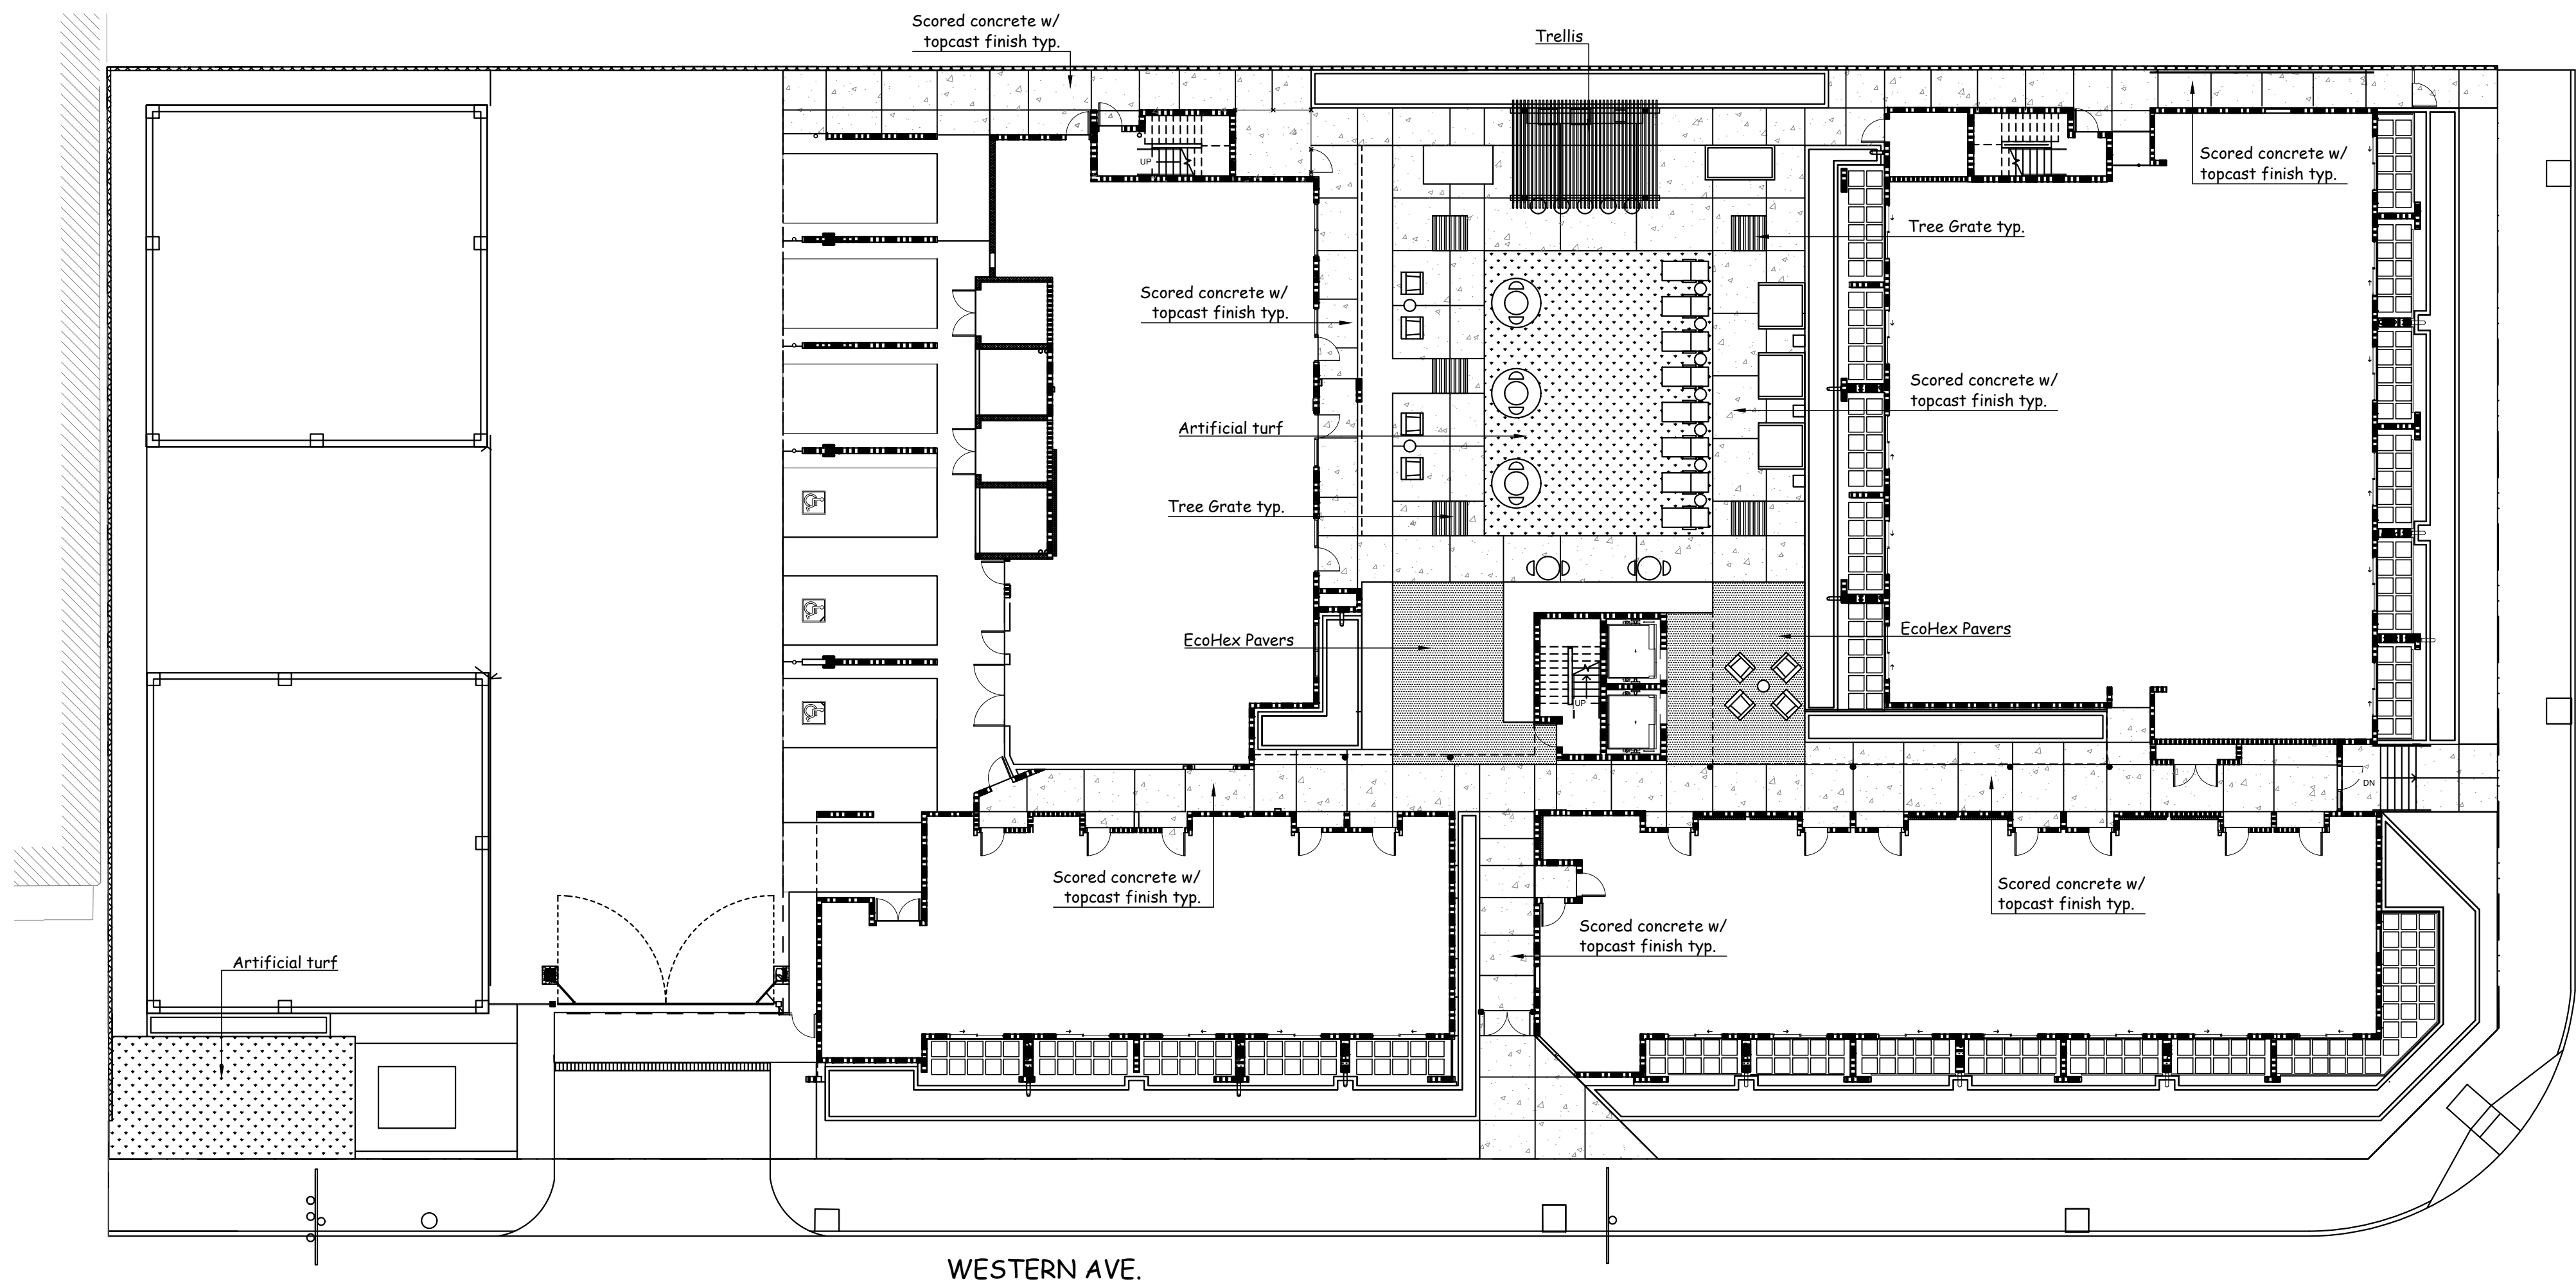 Scored concrete w/
topcast finish typ.
Trellis
UP
Scored concrete w/
topcast finish typ.
Tree Grate typ.
Scored concrete w/
topcast finish typ.
Scored concrete w/
topcast finish typ.
Artificial turf
Tree Grate typ.
EcoHex Pavers
EcoHex Pavers
UP
DN
Scored concrete w/
topcast finish typ.
Scored concrete w/
topcast finish typ.
Scored concrete w/
topcast finish typ.
Artificial turf
WESTERN AVE.